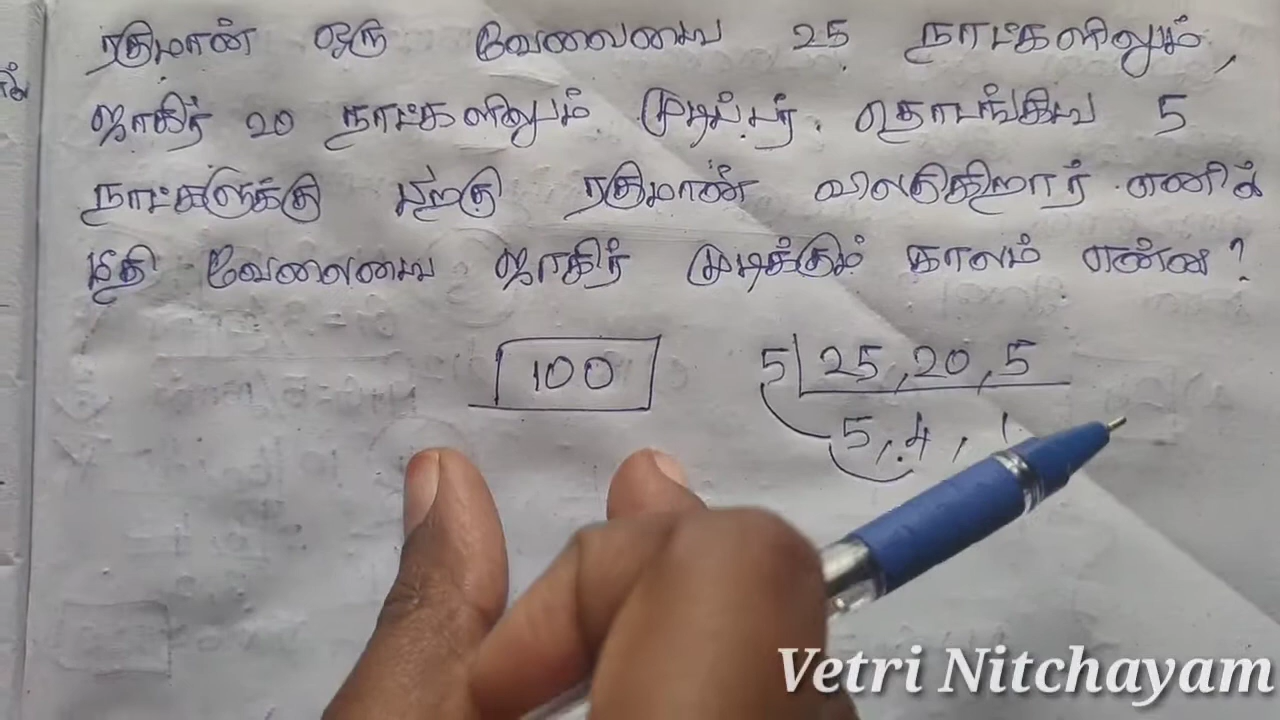 ரகுமான் ஒரு வேலையை 25 நாட்களிலும்,
ஜாகிர் 20 நாட்களிலும் முடிப்பர். தொடங்கிய 5
நாட்களுக்கு பிறகு ரகுமான் விலகுகிறார் எனில்
மீதி வேலையை ஜாகிர் முடிக்கும் காலம் என்ன?
100 5 25, 20, 5
5, 4, 1
Vetri Nitchayam